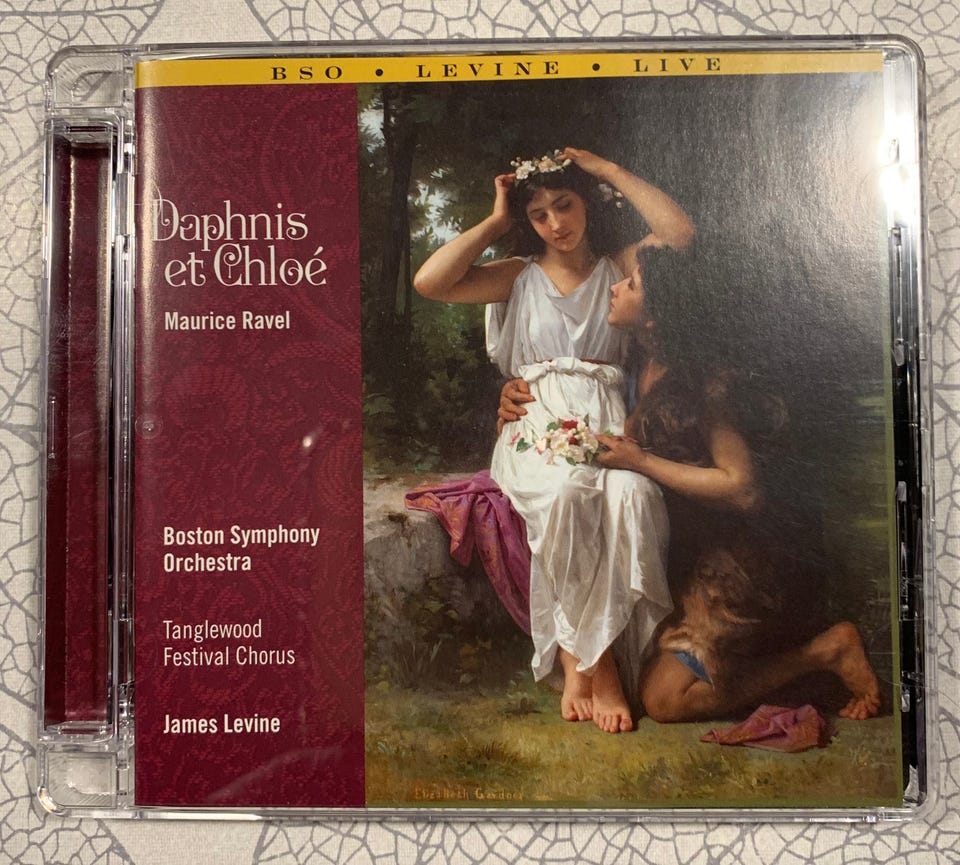 BSO • LEVINE • LIVE
Daphnis
et Chloé
Maurice Ravel
Boston Symphony
Orchestra
Tanglewood
Festival Chorus
James Levine
Elizabeth Gardner